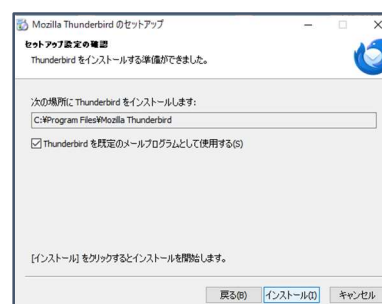 Mozilla Thunderbird のセットアップ
セットアップ設定の確認
Thunderbird をインストールする準備ができました。
次の場所に Thunderbird をインストールします:
C:¥Program Files¥Mozilla Thunderbird
Thunderbird を既定のメールプログラムとして使用する(S)
[インストール] をクリックするとインストールを開始します。
戻る(B) インストール(I) キャンセル